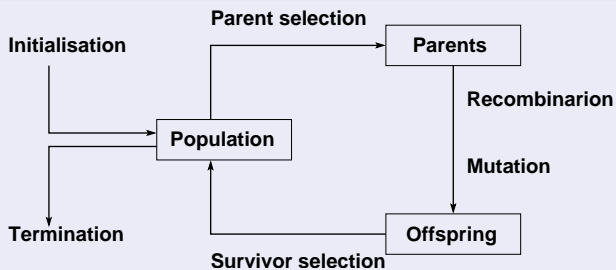 Parent selection
Initialisation
Parents
Recombinarion
Population
Mutation
Termination
Offspring
Survivor selection